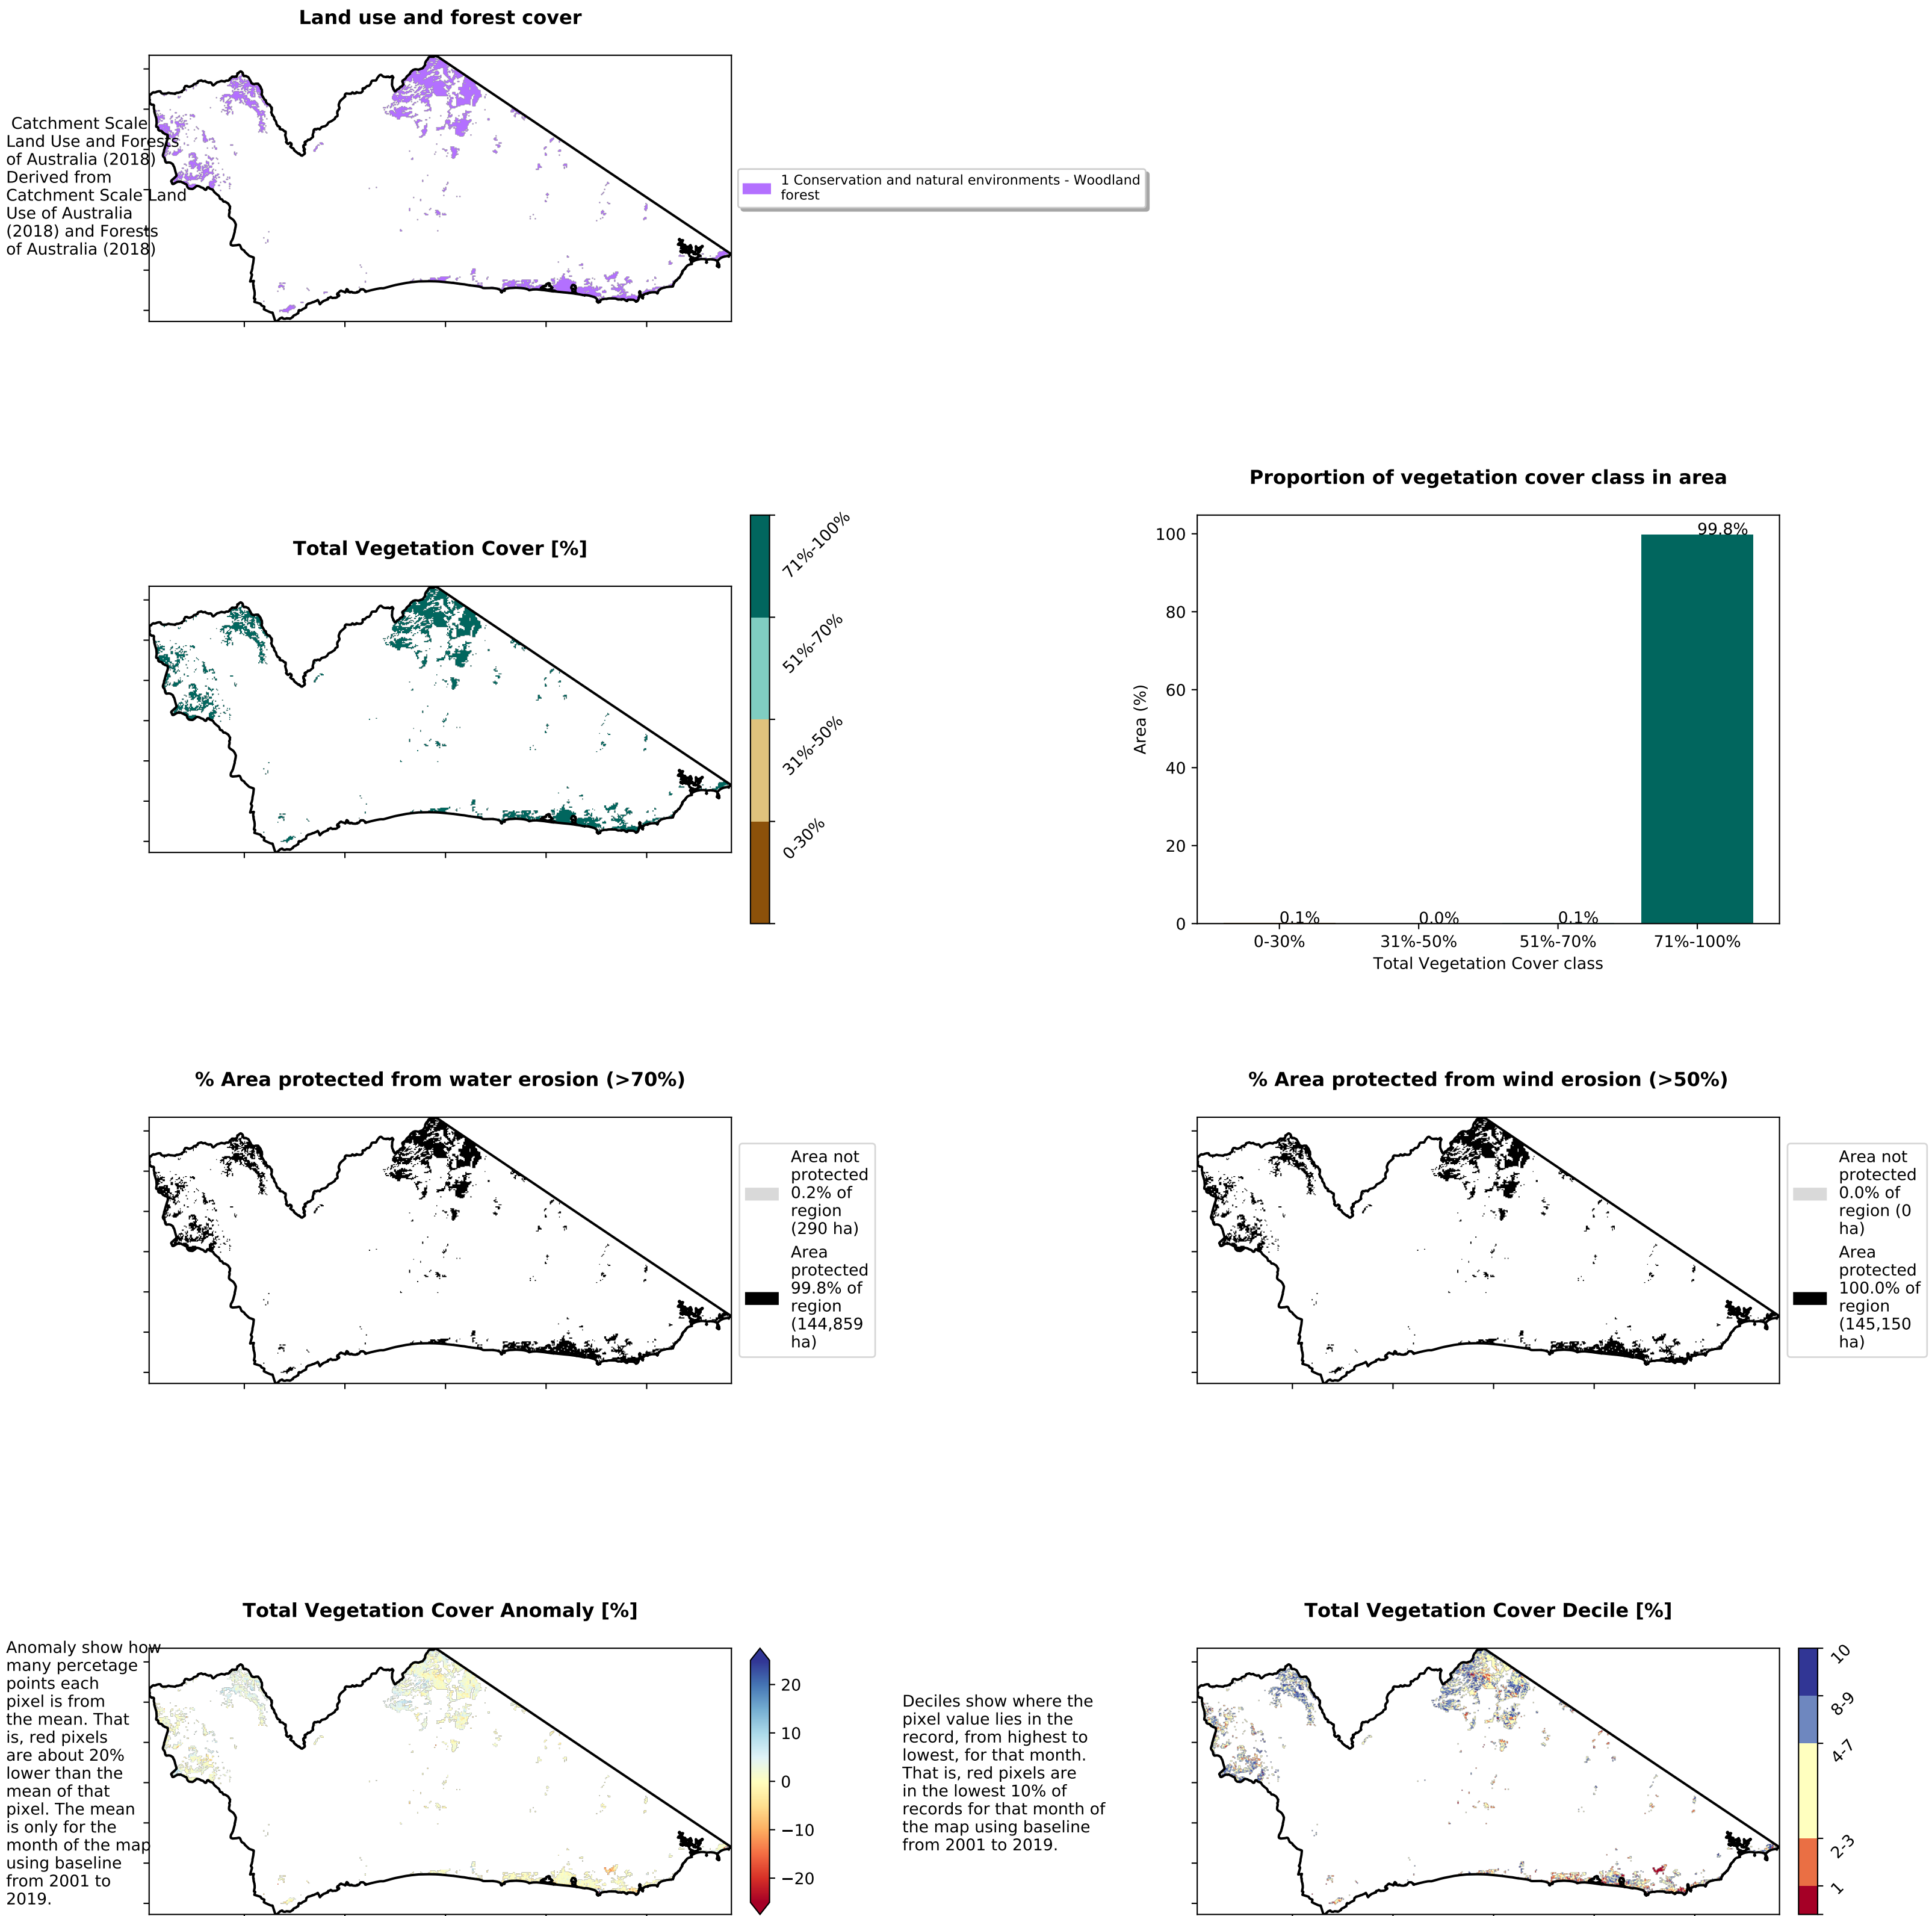 Land use and forest cover
Catchment Scale
Land Use and Forests
of Australia (2018)
Derived from
Catchment Scale Land
Use of Australia
(2018) and Forests
of Australia (2018)
1 Conservation and natural environments - Woodland
forest
Total Vegetation Cover [%]
71%-100%
51%-70%
31%-50%
0-30%
Proportion of vegetation cover class in area
100
80
60
40
20
0
Area (%)
99.8%
0.1%
0.0%
0.1%
0-30%
31%-50%
51%-70%
71%-100%
Total Vegetation Cover class
% Area protected from water erosion (>70%)
Area not
protected
0.2% of
region
(290 ha)
Area
protected
99.8% of
region
(144,859
ha)
% Area protected from wind erosion (>50%)
Area not
protected
0.0% of
region (0
ha)
Area
protected
100.0% of
region
(145,150
ha)
Total Vegetation Cover Anomaly [%]
Anomaly show how
many percetage
points each
pixel is from
the mean. That
is, red pixels
are about 20%
lower than the
mean of that
pixel. The mean
is only for the
month of the map
using baseline
from 2001 to
2019.
20
10
0
−10
−20
Total Vegetation Cover Decile [%]
Deciles show where the
pixel value lies in the
record, from highest to
lowest, for that month.
That is, red pixels are
in the lowest 10% of
records for that month of
the map using baseline
from 2001 to 2019.
10
8-9
4-7
2-3
1